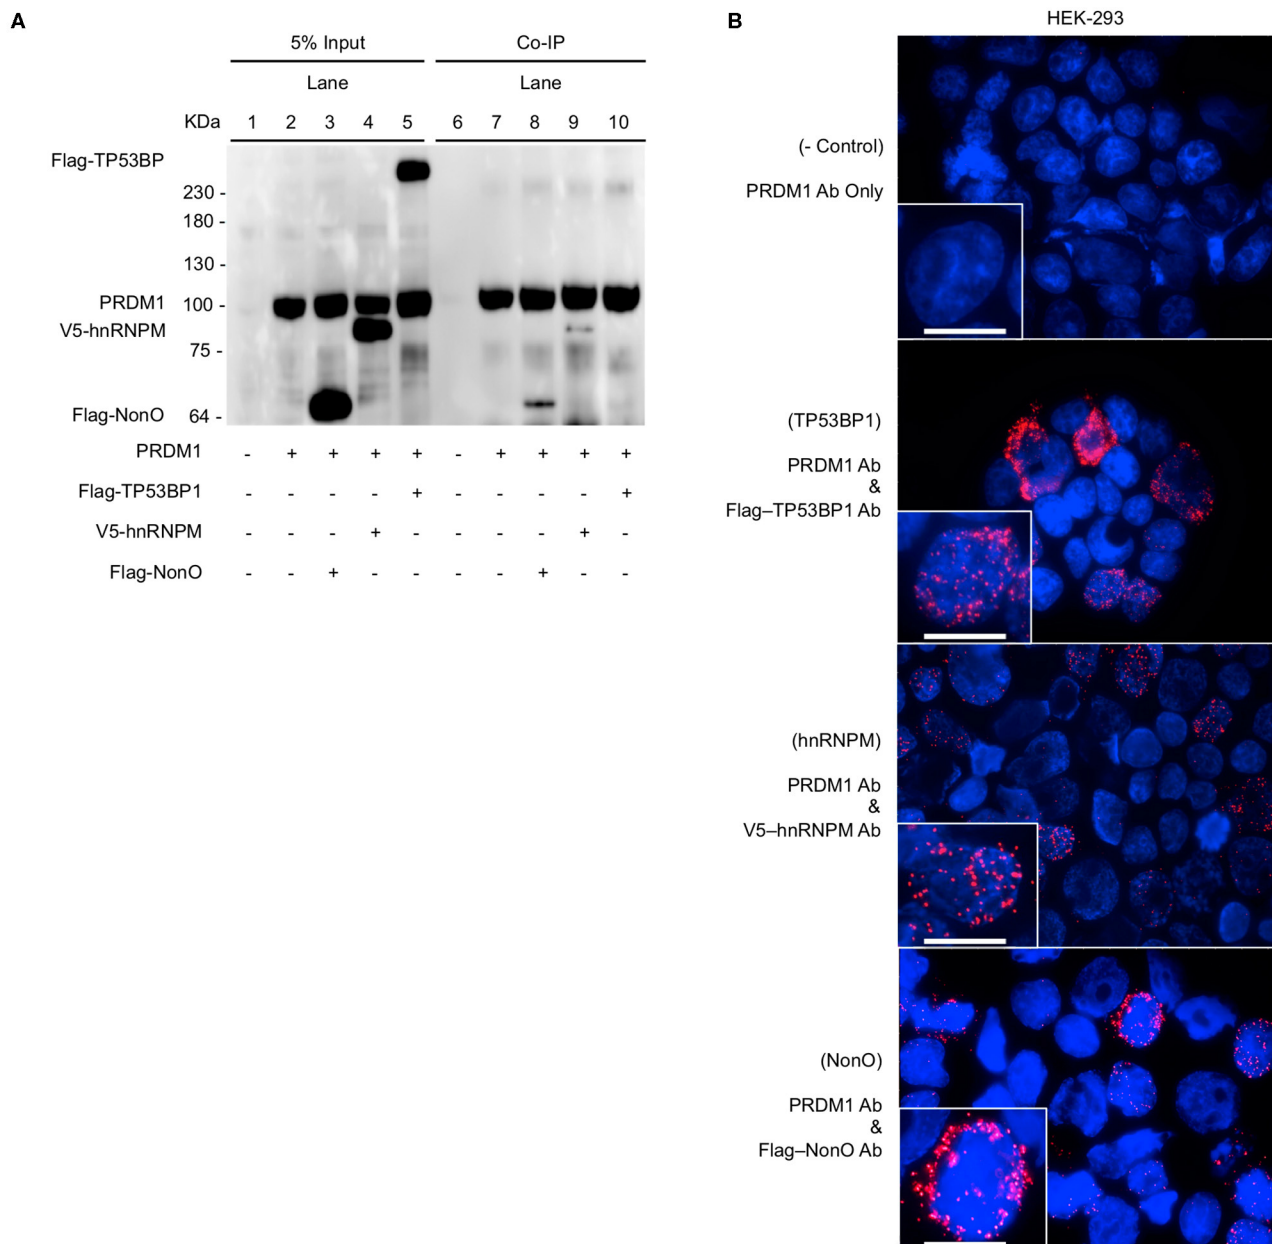 A
5% Input Co-IP
Lane Lane
KDa 1 2 3 4 5 6 7 8 9 10
Flag-TP53BP
230 -
180 -
130 -
PRDM1 100 -
V5-hnRNPM
75 -
Flag-NonO 64 -
PRDM1 - + + + + - + + + +
Flag-TP53BP1 - - - - + - - - - +
V5-hnRNPM - - - + - - - - + -
Flag-NonO - - + - - - - + - -
B
HEK-293
(- Control)
PRDM1 Ab Only
(TP53BP1)
PRDM1 Ab
&
Flag–TP53BP1 Ab
(hnRNPM)
PRDM1 Ab
&
V5–hnRNPM Ab
(NonO)
PRDM1 Ab
&
Flag–NonO Ab